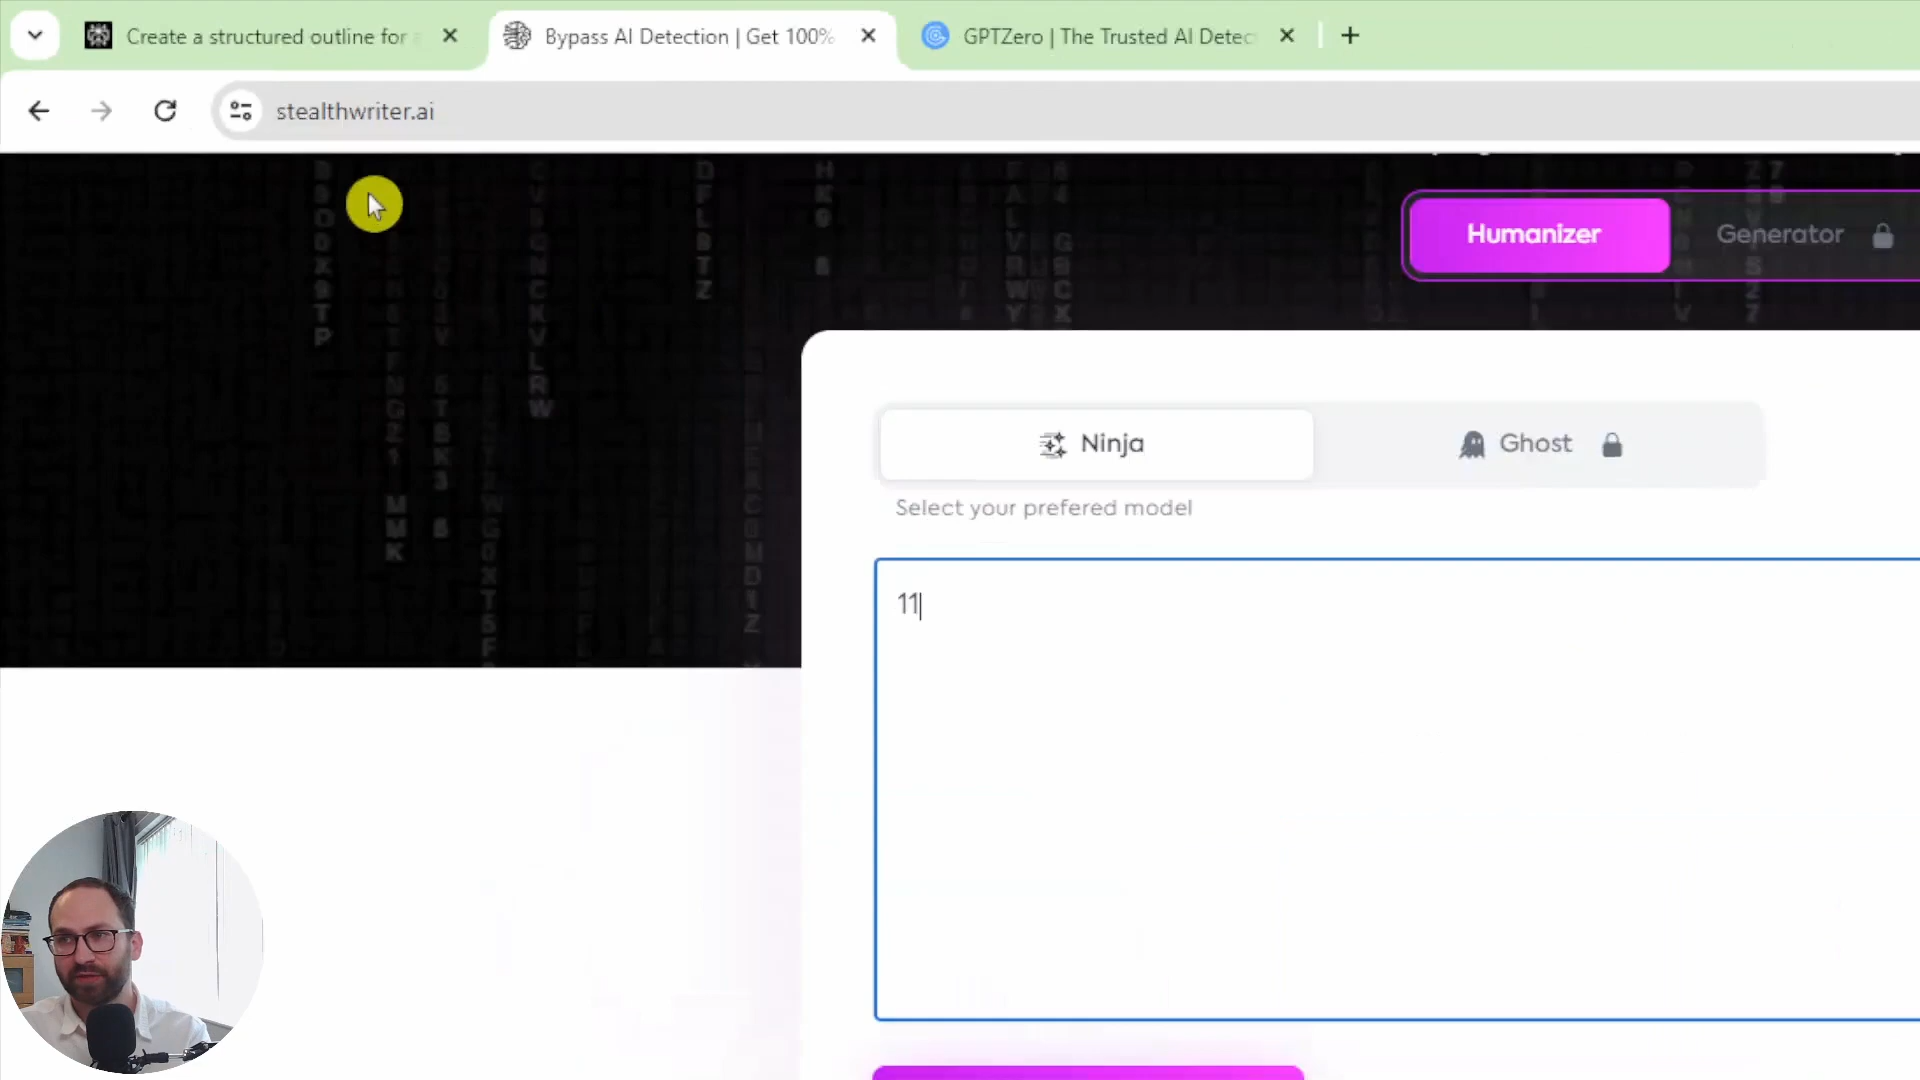 Create a structured outline for
Bypass AI Detection | Get 100%
GPTZero | The Trusted AI Detec
stealthwriter.ai
Humanizer
Generator
Ninja
Ghost
Select your prefered model
11